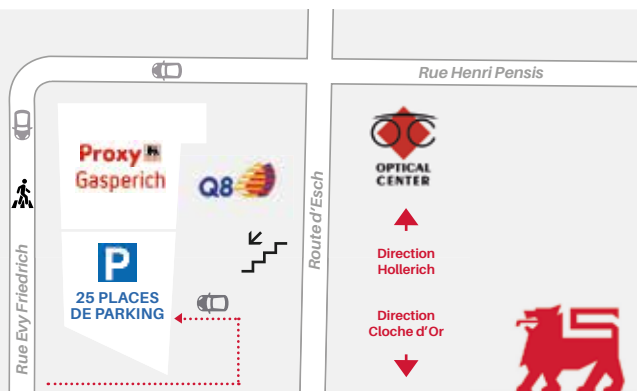 Rue Henri Pensis
Proxy
Gasperich
Q8
OPTICAL
CENTER
Route d'Esch
Direction
Hollerich
P
25 PLACES
DE PARKING
Direction
Cloche d'Or
Rue Evy Friedrich